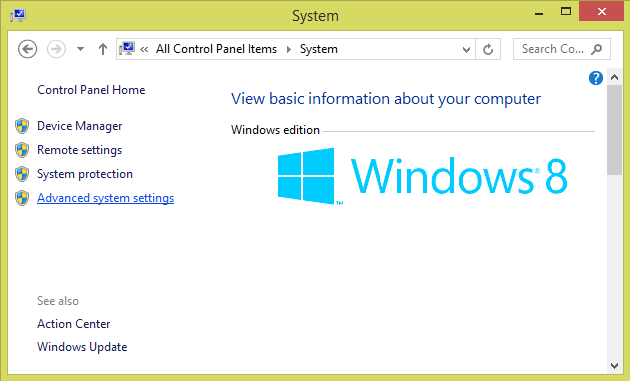 System
« All Control Panel Items System
Search Co...
Control Panel Home
Device Manager
Remote settings
System protection
Advanced system settings
See also
Action Center
Windows Update
?
View basic information about your computer
Windows edition
Windows® 8
™